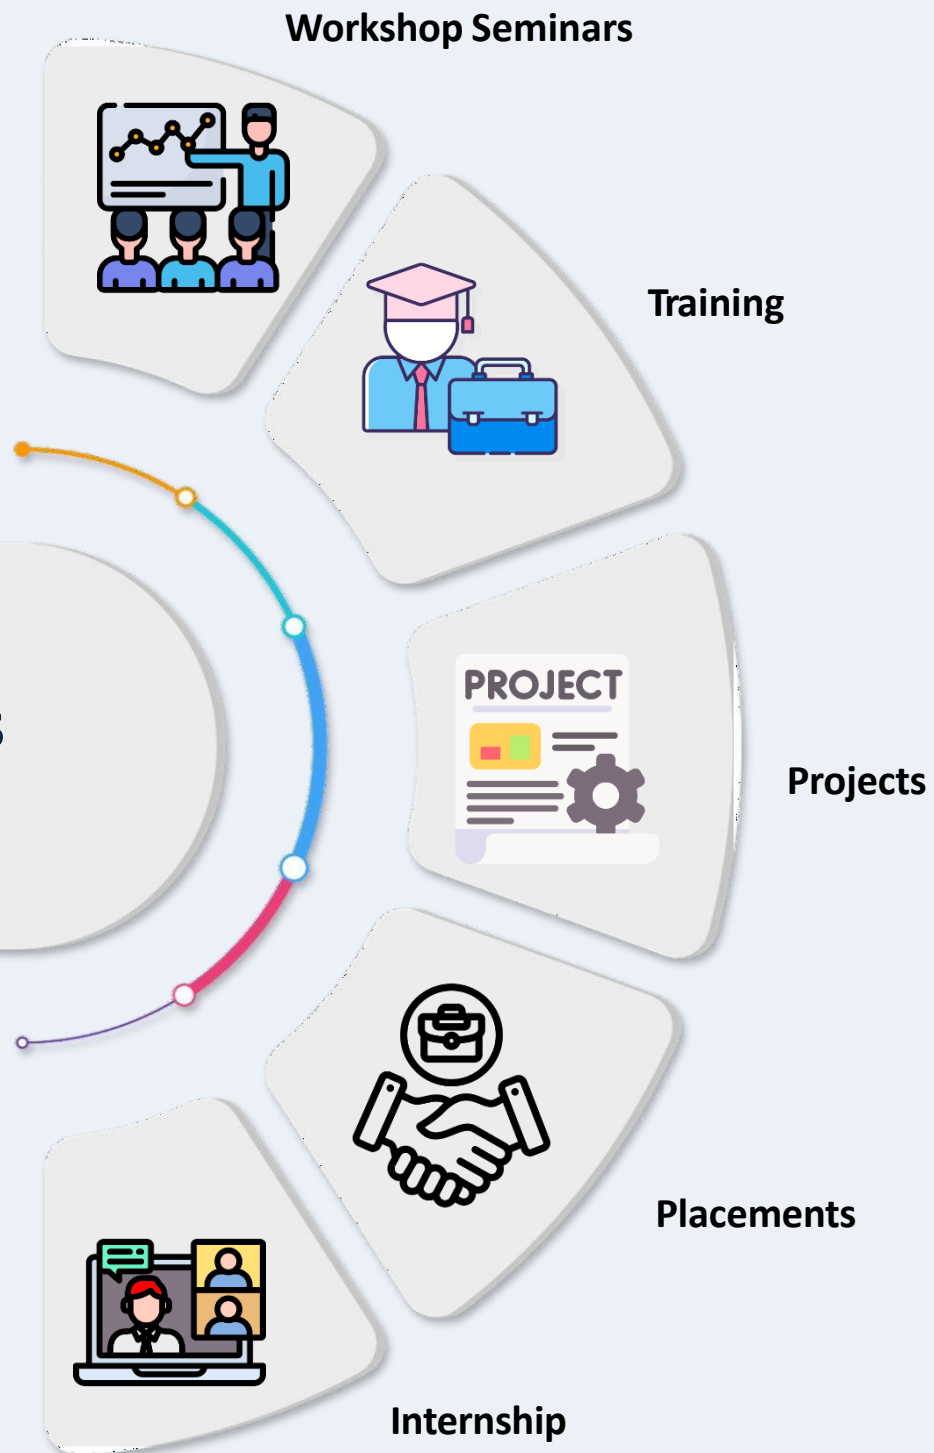 Workshop Seminars
Training
PROJECT
Projects
Placements
Internship